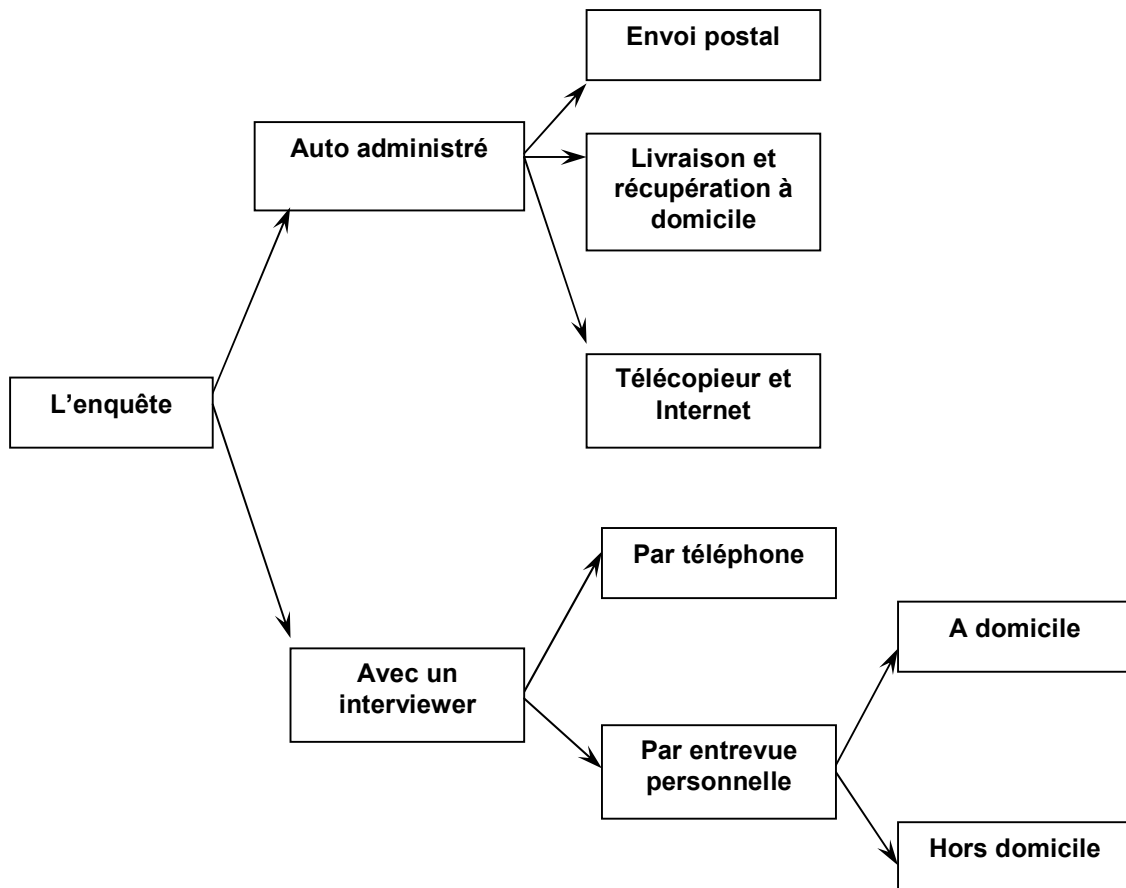 Envoi postal
Auto administré
Livraison et
récupération à
domicile
Télécopieur et
Internet
L’enquête
Par téléphone
A domicile
Avec un
interviewer
Par entrevue
personnelle
Hors domicile